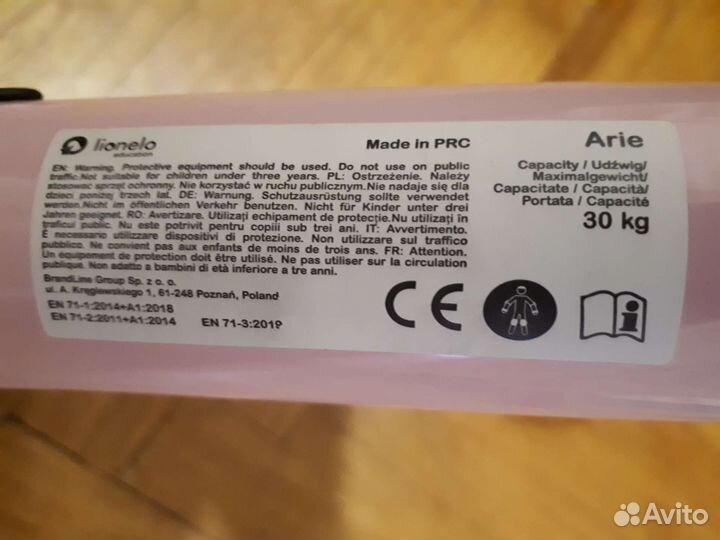 lionelo
education
Made in PRC
Arie
EN: Warning. Protective equipment should be used. Do not use on public
traffic.Not suitable for children under three years. PL: Ostrzeżenie. Należy
stosować sprzęt ochronny. Nie korzystać w ruchu publicznym.Nie nadaje się dla
dzieci poniżej trzech lat. DE: Warnung. Schutzausrüstung sollte verwendet
werden.Nicht im öffentlichen Verkehr benutzen. Nicht für Kinder unter drei
Jahren geeignet. RO: Avertizare. Utilizați echipament de protecție.Nu utilizați în
traficul public. Nu este potrivit pentru copiii sub trei ani. IT: Avvertimento.
È necessario utilizzare dispositivi di protezione. Non utilizzare sul traffico
pubblico. Ne convient pas aux enfants de moins de trois ans. FR: Attention.
Un équipement de protection doit être utilisé. Ne pas utiliser sur la circulation
publique. Non adatto a bambini di età inferiore a tre anni.
BrandLine Group Sp. z o. o.
ul. A. Kręglewskiego 1, 61-248 Poznań, Poland
EN 71-1:2014+A1:2018
EN 71-2:2011+A1:2014 EN 71-3:2019
Capacity / Udźwig/
Maximalgewicht/
Capacitate / Capacità/
Portata / Capacité
30 kg
CE
i
Avito